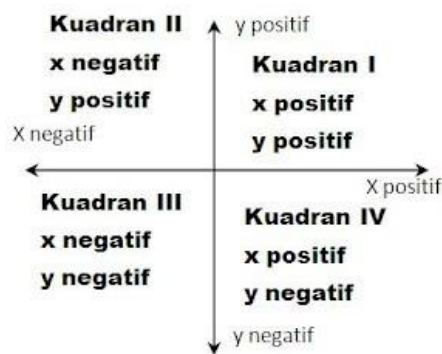 Kuadran II
x negatif
y positif
y positif
Kuadran I
x positif
y positif
X negatif
X positif
Kuadran III
x negatif
y negatif
Kuadran IV
x positif
y negatif
y negatif